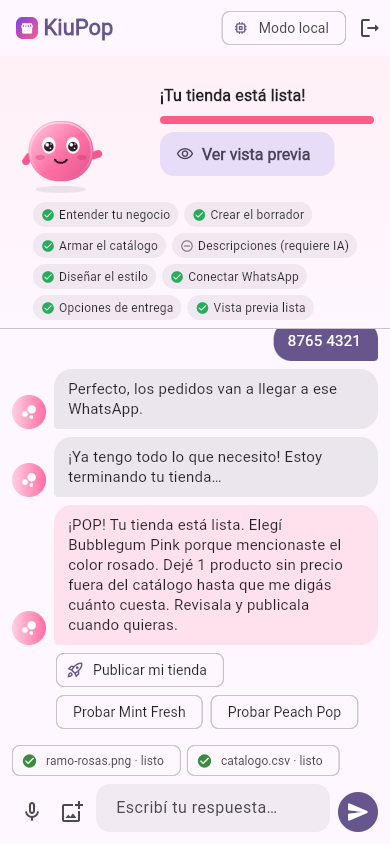 KiuPop
Modo local
¡Tu tienda está lista!
Ver vista previa
Entender tu negocio
Crear el borrador
Armar el catálogo
Descripciones (requiere IA)
Diseñar el estilo
Conectar WhatsApp
Opciones de entrega
Vista previa lista
8765 4321
Perfecto, los pedidos van a llegar a ese
WhatsApp.
¡Ya tengo todo lo que necesito! Estoy
terminando tu tienda…
¡POP! Tu tienda está lista. Elegí
Bubblegum Pink porque mencionaste el
color rosado. Dejé 1 producto sin precio
fuera del catálogo hasta que me digás
cuánto cuesta. Revisala y publicala
cuando quieras.
Publicar mi tienda
Probar Mint Fresh
Probar Peach Pop
ramo-rosas.png · listo
catalogo.csv · listo
Escribí tu respuesta…